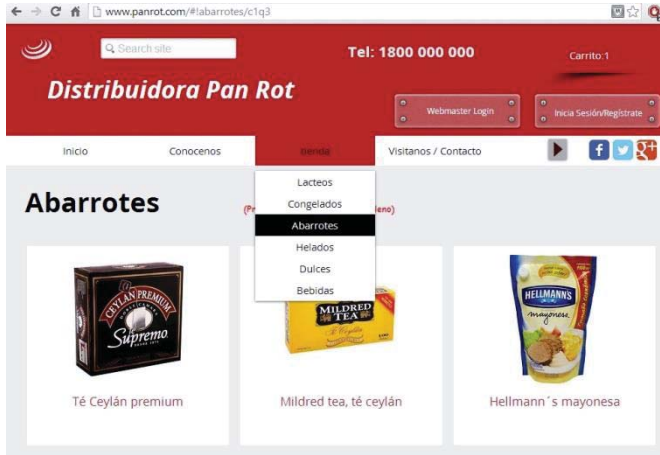 www.panrot.com/#!abarrotes/c1q3
Search site
Tel: 1800 000 000
Carrito:1
Distribuidora Pan Rot
Webmaster Login
Inicia Sesión/Regístrate
Inicio
Conocenos
tienda
Visitanos / Contacto
Lacteos
Congelados
Abarrotes
Abarrotes
Helados
Dulces
Bebidas
CEYLAN PREMIUM
Supremo
MILDRED
TEA
HELLMANN'S
mayonesa
Té Ceylán premium
Mildred tea, té ceylán
Hellmann´s mayonesa